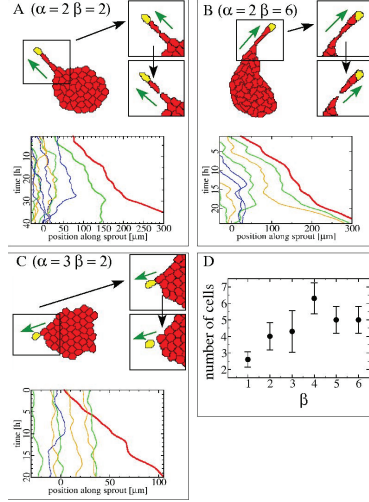 A (α=2 β=2)
10
20
30
40
time [h]
0 50 100 150 200 250 300
position along sprout [μm]
B (α=2 β=6)
5
10
15
20
time [h]
0 100 200 300
position along sprout [μm]
C (α=3 β=2)
0
5
10
15
20
time [h]
0 50 100
position along sprout [μm]
D
7
6
5
4
3
2
number of cells
1 2 3 4 5 6
β